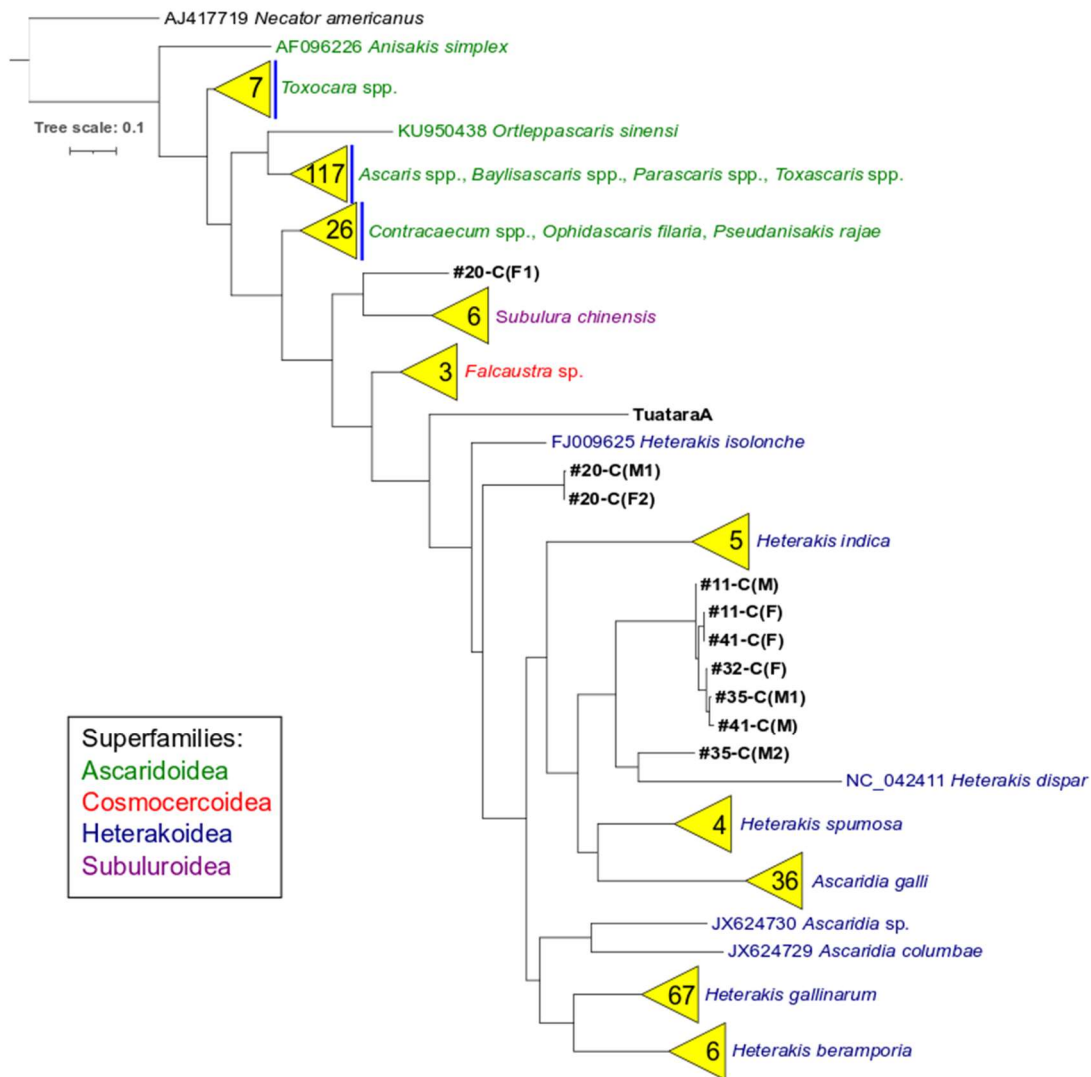 AJ417719 Necator americanus
AF096226 Anisakis simplex
7 Toxocara spp.
Tree scale: 0.1
KU950438 Ortleppascaris sinensi
117 Ascaris spp., Baylisascaris spp., Parascaris spp., Toxascaris spp.
26 Contracaecum spp., Ophidascaris filaria, Pseudanisakis rajae
#20-C(F1)
6 Subulura chinensis
3 Falcaustra sp.
TuataraA
FJ009625 Heterakis isolonche
#20-C(M1)
#20-C(F2)
5 Heterakis indica
#11-C(M)
#11-C(F)
#41-C(F)
#32-C(F)
#35-C(M1)
#41-C(M)
#35-C(M2)
NC_042411 Heterakis dispar
4 Heterakis spumosa
36 Ascaridia galli
JX624730 Ascaridia sp.
JX624729 Ascaridia columbae
67 Heterakis gallinarum
6 Heterakis beramporia
Superfamilies:
Ascaridoidea
Cosmocercoidea
Heterakoidea
Subuluroidea